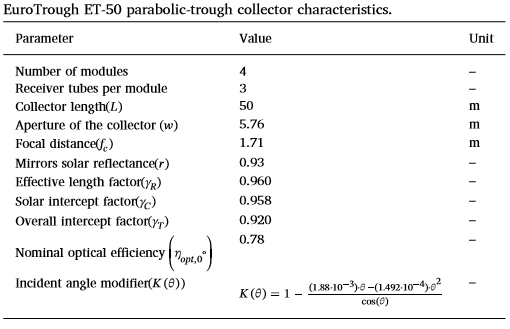 EuroTrough ET-50 parabolic-trough collector characteristics.
Parameter Value Unit
Number of modules 4 –
Receiver tubes per module 3 –
Collector length(L) 50 m
Aperture of the collector (w) 5.76 m
Focal distance(f_c) 1.71 m
Mirrors solar reflectance(r) 0.93 –
Effective length factor(γ_R) 0.960 –
Solar intercept factor(γ_C) 0.958 –
Overall intercept factor(γ_T) 0.920 –
Nominal optical efficiency (η_opt,0°) 0.78 –
Incident angle modifier(K(θ)) K(θ) = 1 − ((1.88·10⁻³)·θ −(1.492·10⁻⁴)·θ²)/cos(θ) –